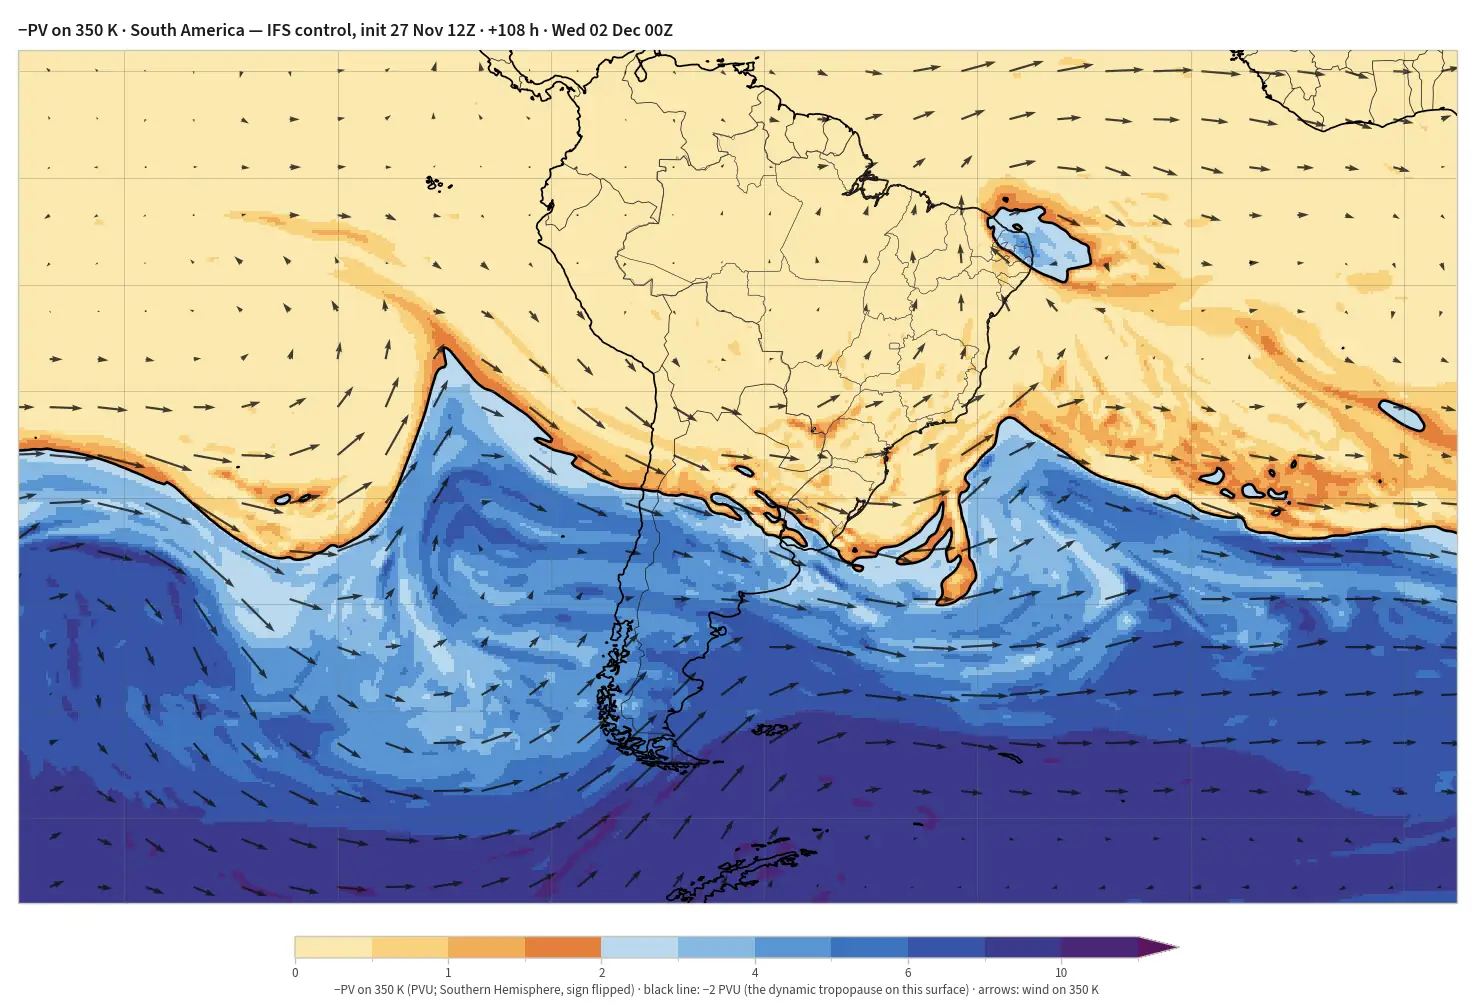 −PV on 350 K · South America — IFS control, init 27 Nov 12Z · +108 h · Wed 02 Dec 00Z
0 1 2 4 6 10
−PV on 350 K (PVU; Southern Hemisphere, sign flipped) · black line: −2 PVU (the dynamic tropopause on this surface) · arrows: wind on 350 K